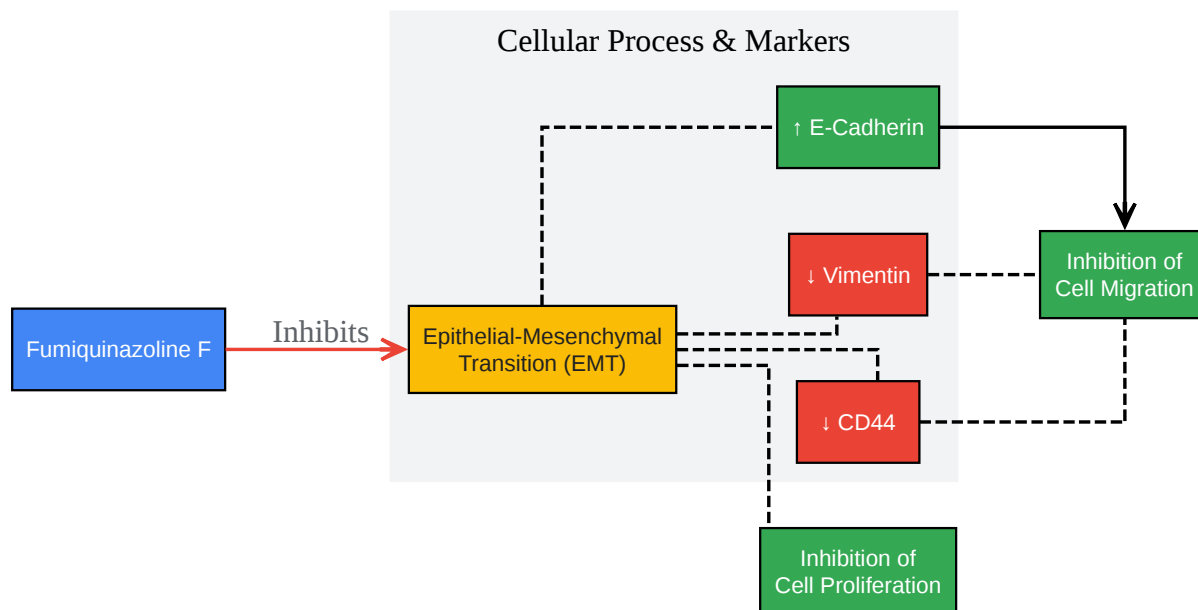 Cellular Process & Markers
↑ E-Cadherin
↓ Vimentin
Inhibition of
Cell Migration
Fumiquinazoline F
Inhibits
Epithelial-Mesenchymal
Transition (EMT)
↓ CD44
Inhibition of
Cell Proliferation